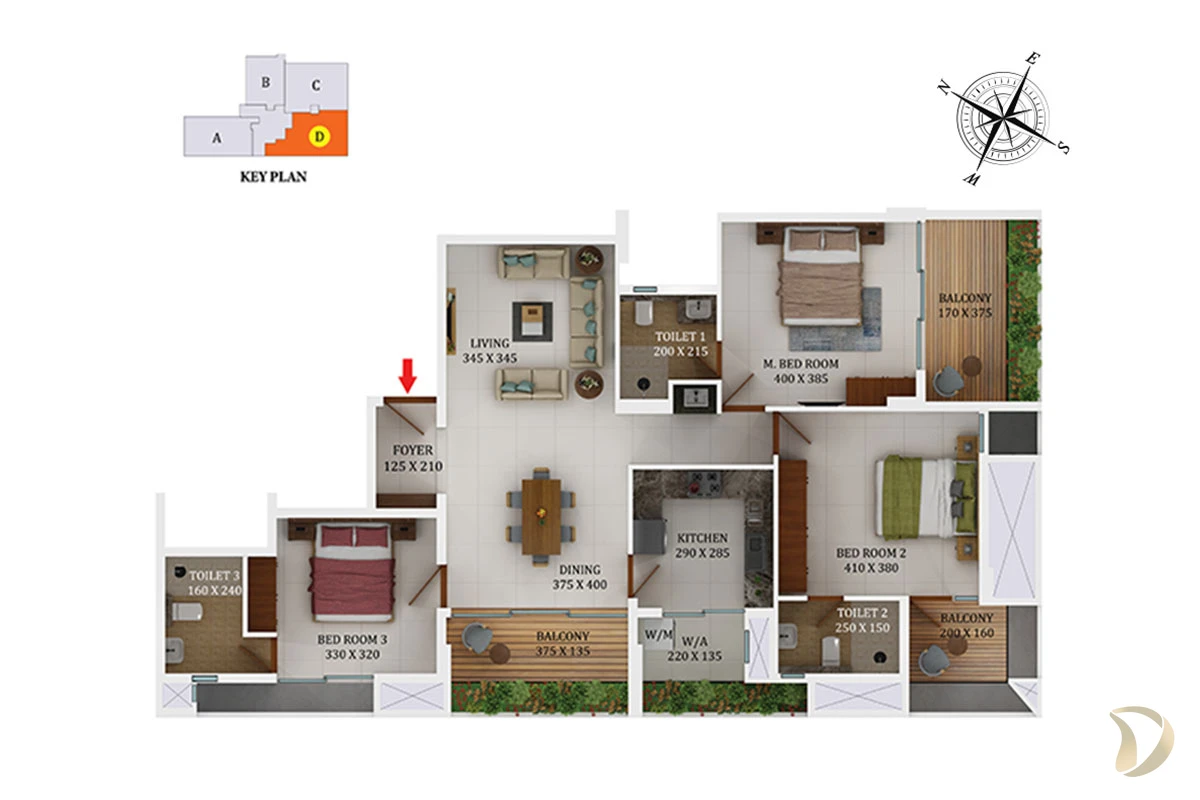 B
C
A
D
KEY PLAN
E
N
S
W
BALCONY
170 X 375
LIVING
345 X 345
TOILET 1
200 X 215
M. BED ROOM
400 X 385
FOYER
125 X 210
KITCHEN
290 X 285
BED ROOM 2
410 X 380
DINING
375 X 400
TOILET 3
160 X 240
BED ROOM 3
330 X 320
BALCONY
375 X 135
W/M
W/A
220 X 135
TOILET 2
250 X 150
BALCONY
200 X 160